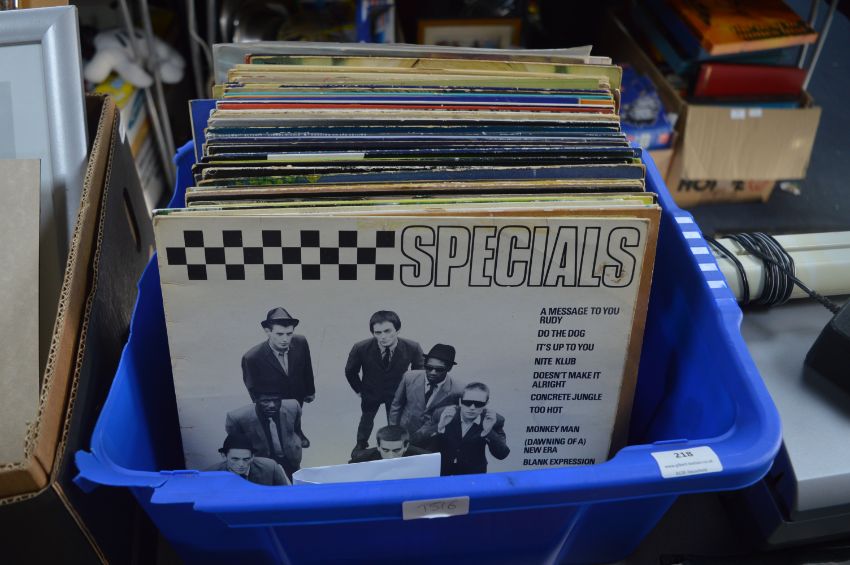 SPECIALS
A MESSAGE TO YOU
RUDY
DO THE DOG
IT'S UP TO YOU
NITE KLUB
DOESN'T MAKE IT
ALRIGHT
CONCRETE JUNGLE
TOO HOT
MONKEY MAN
(DAWNING OF A)
NEW ERA
BLANK EXPRESSION
218
1516